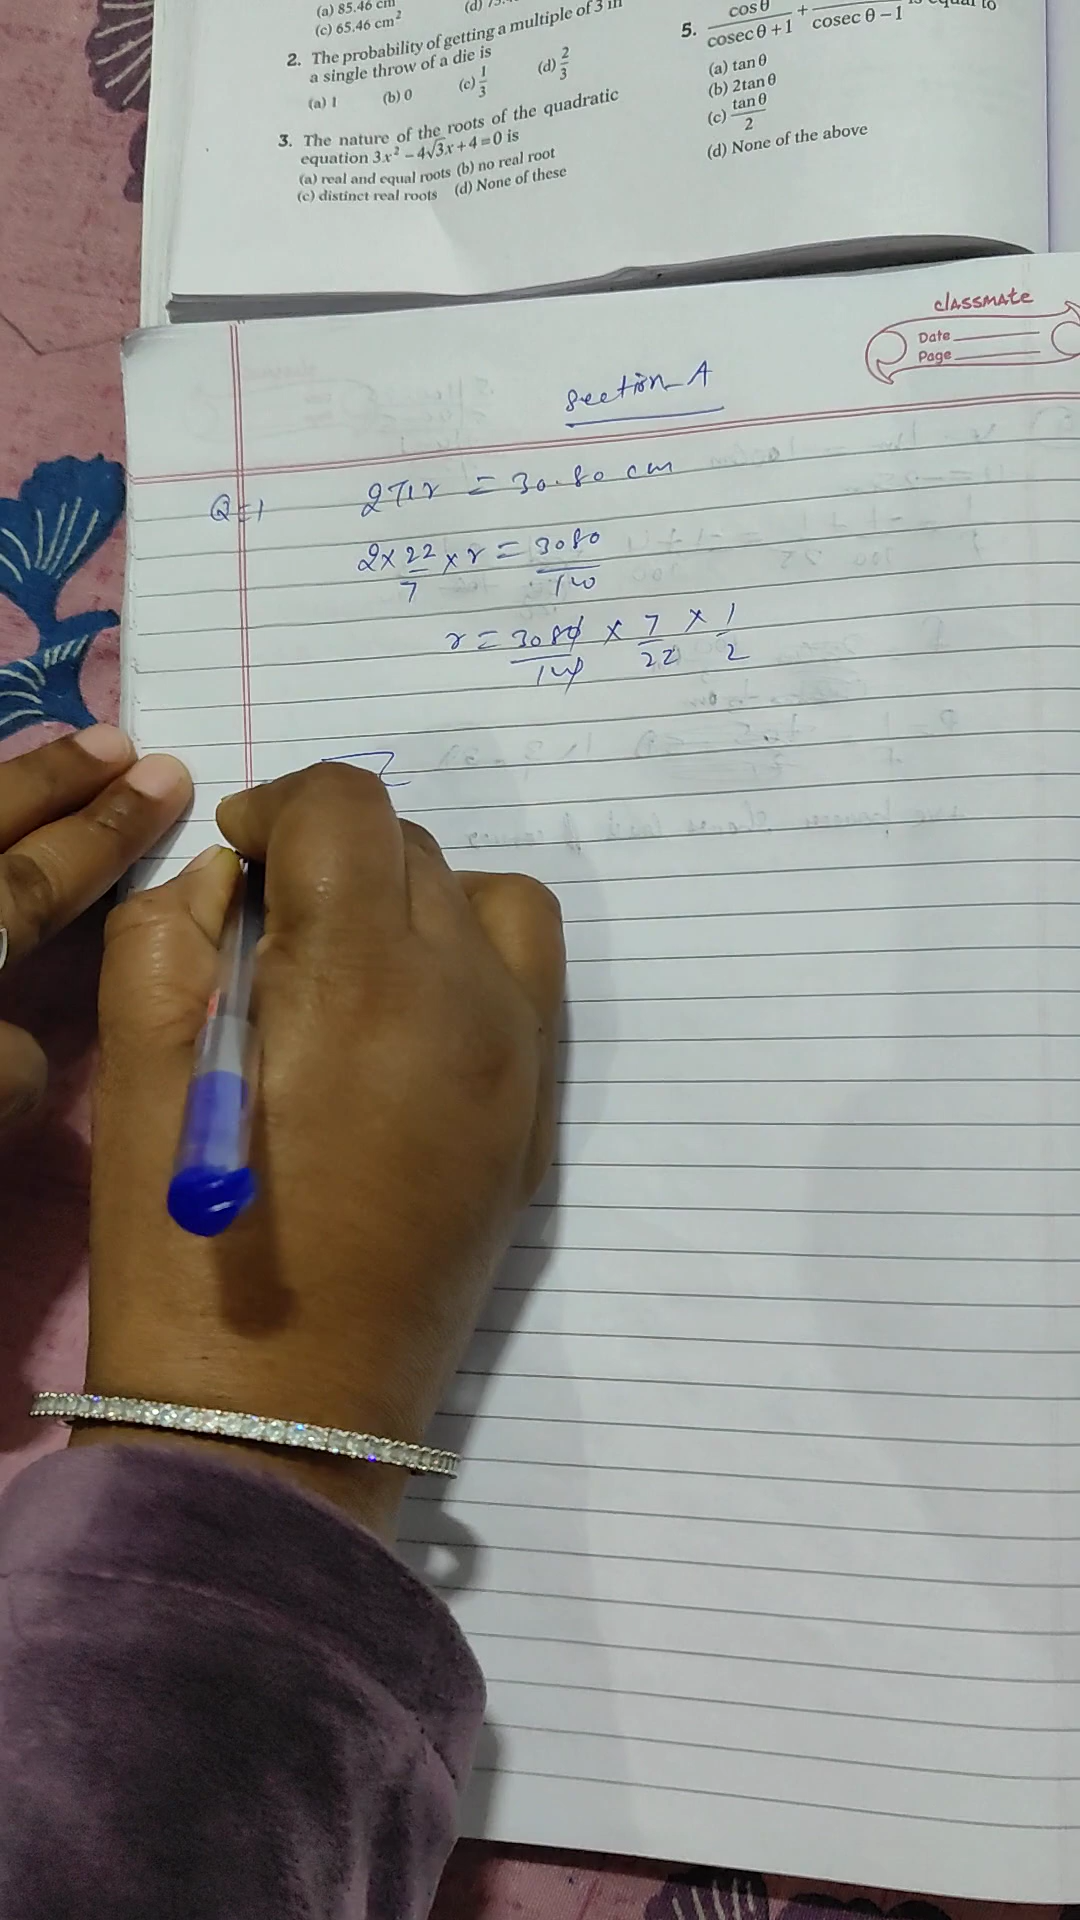 (a) 85.46 cm
(c) 65.46 cm²
2. The probability of getting a multiple of 3 in
a single throw of a die is
(a) 1 (b) 0 (c) 1/3 (d) 2/3
3. The nature of the roots of the quadratic
equation 3x² – 4√3x + 4 = 0 is
(a) real and equal roots (b) no real root
(c) distinct real roots (d) None of these
5. cosθ/cosec θ + 1 + /cosec θ – 1 is equal to
(a) tan θ
(b) 2tan θ
(c) tan θ/2
(d) None of the above
classmate
Date
Page
Section-A
Q-1 2πr = 30.80 cm
2 × 22/7 × r = 3080/100
r = 3080/100 × 7/22 × 1/2